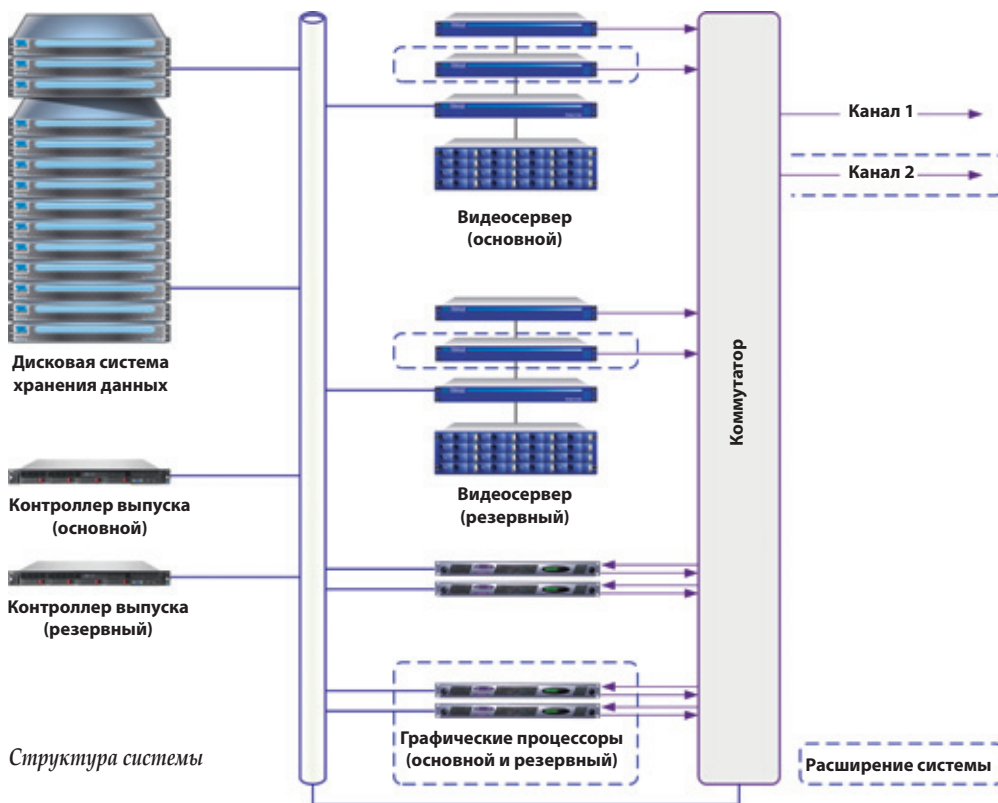 Канал 1
Канал 2
Видеосервер
(основной)
Дисковая система
хранения данных
Коммутатор
Контроллер выпуска
(основной)
Видеосервер
(резервный)
Контроллер выпуска
(резервный)
Графические процессоры
(основной и резервный)
Структура системы
Расширение системы